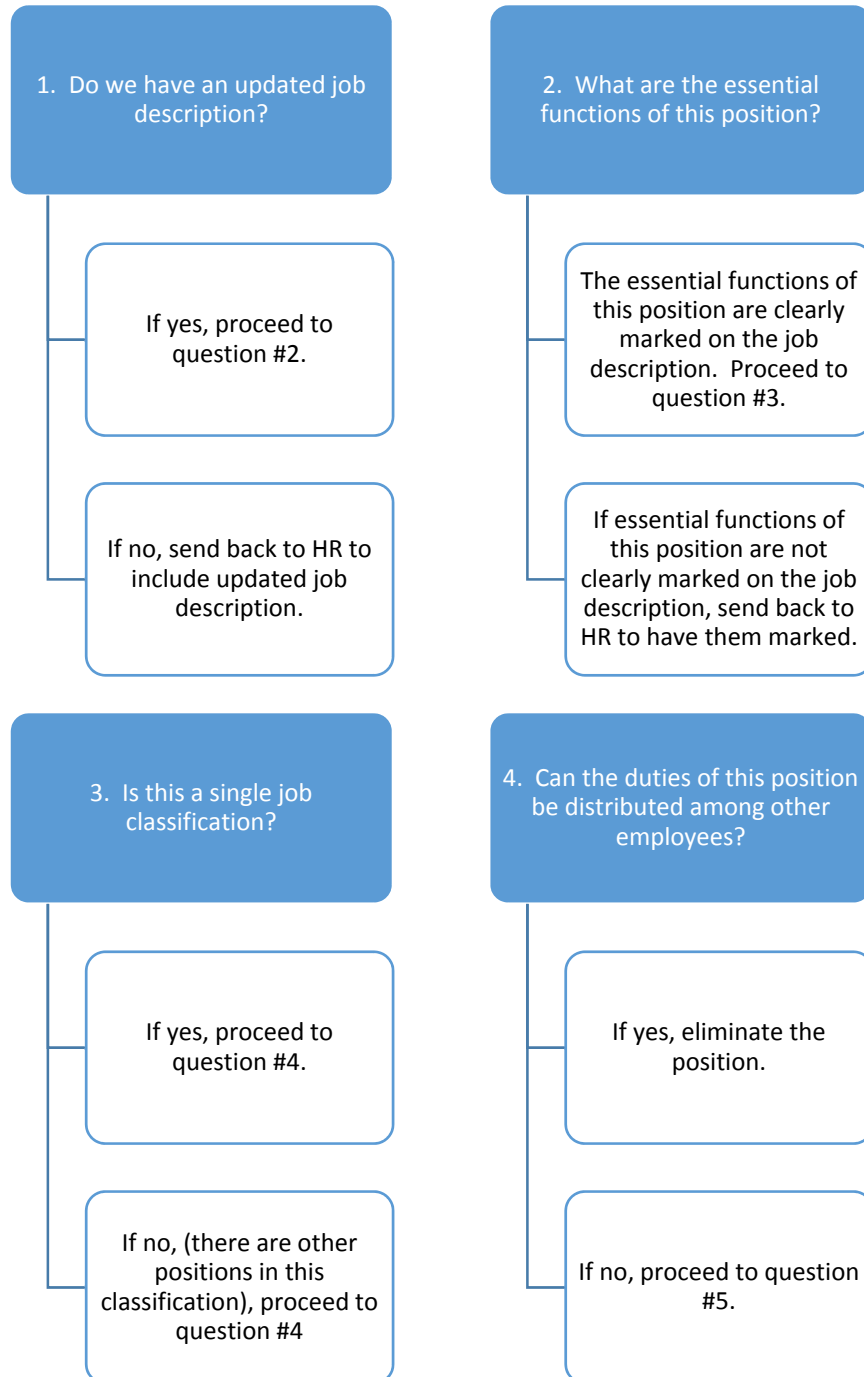 1. Do we have an updated job
description?
If yes, proceed to
question #2.
If no, send back to HR to
include updated job
description.
2. What are the essential
functions of this position?
The essential functions of
this position are clearly
marked on the job
description. Proceed to
question #3.
If essential functions of
this position are not
clearly marked on the job
description, send back to
HR to have them marked.
3. Is this a single job
classification?
If yes, proceed to
question #4.
If no, (there are other
positions in this
classification), proceed to
question #4
4. Can the duties of this position
be distributed among other
employees?
If yes, eliminate the
position.
If no, proceed to question
#5.